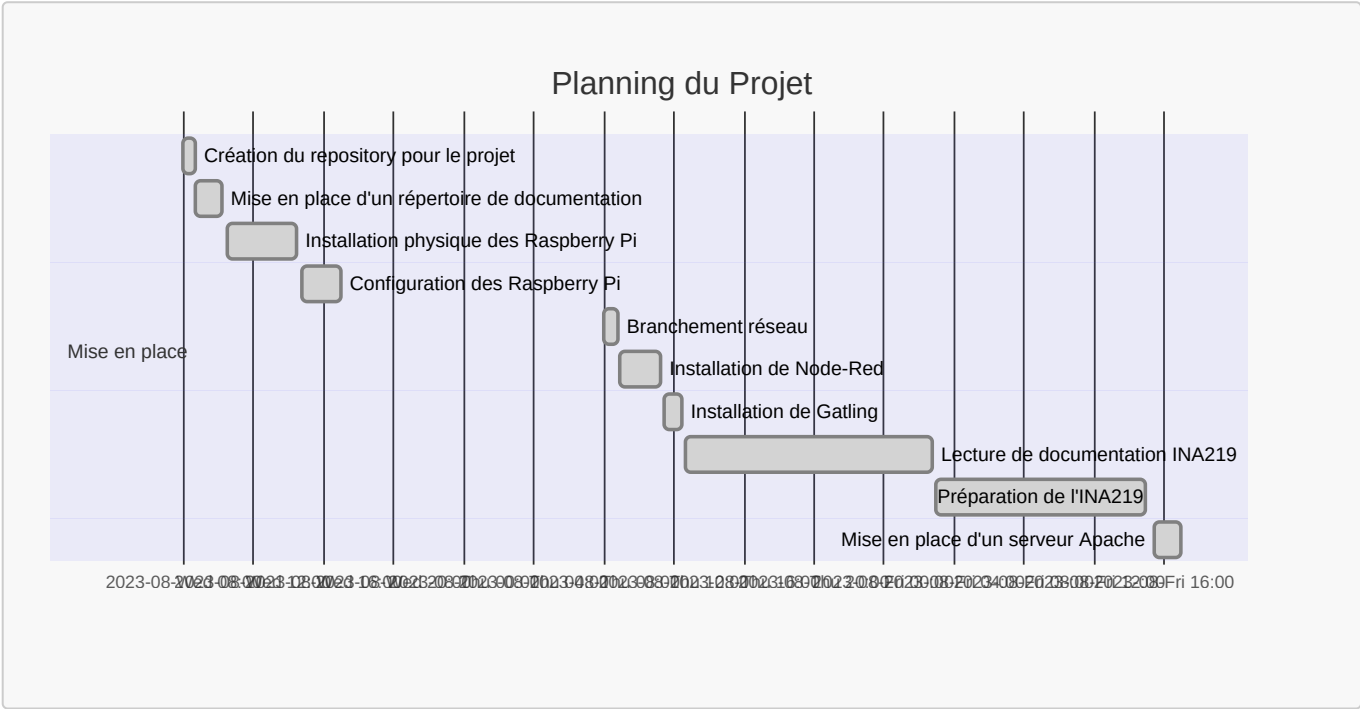 Planning du Projet
Création du repository pour le projet
Mise en place d'un répertoire de documentation
Installation physique des Raspberry Pi
Configuration des Raspberry Pi
Branchement réseau
Mise en place
Installation de Node-Red
Installation de Gatling
Lecture de documentation INA219
Préparation de l'INA219
Mise en place d'un serveur Apache
2023-08- Fri 16:00